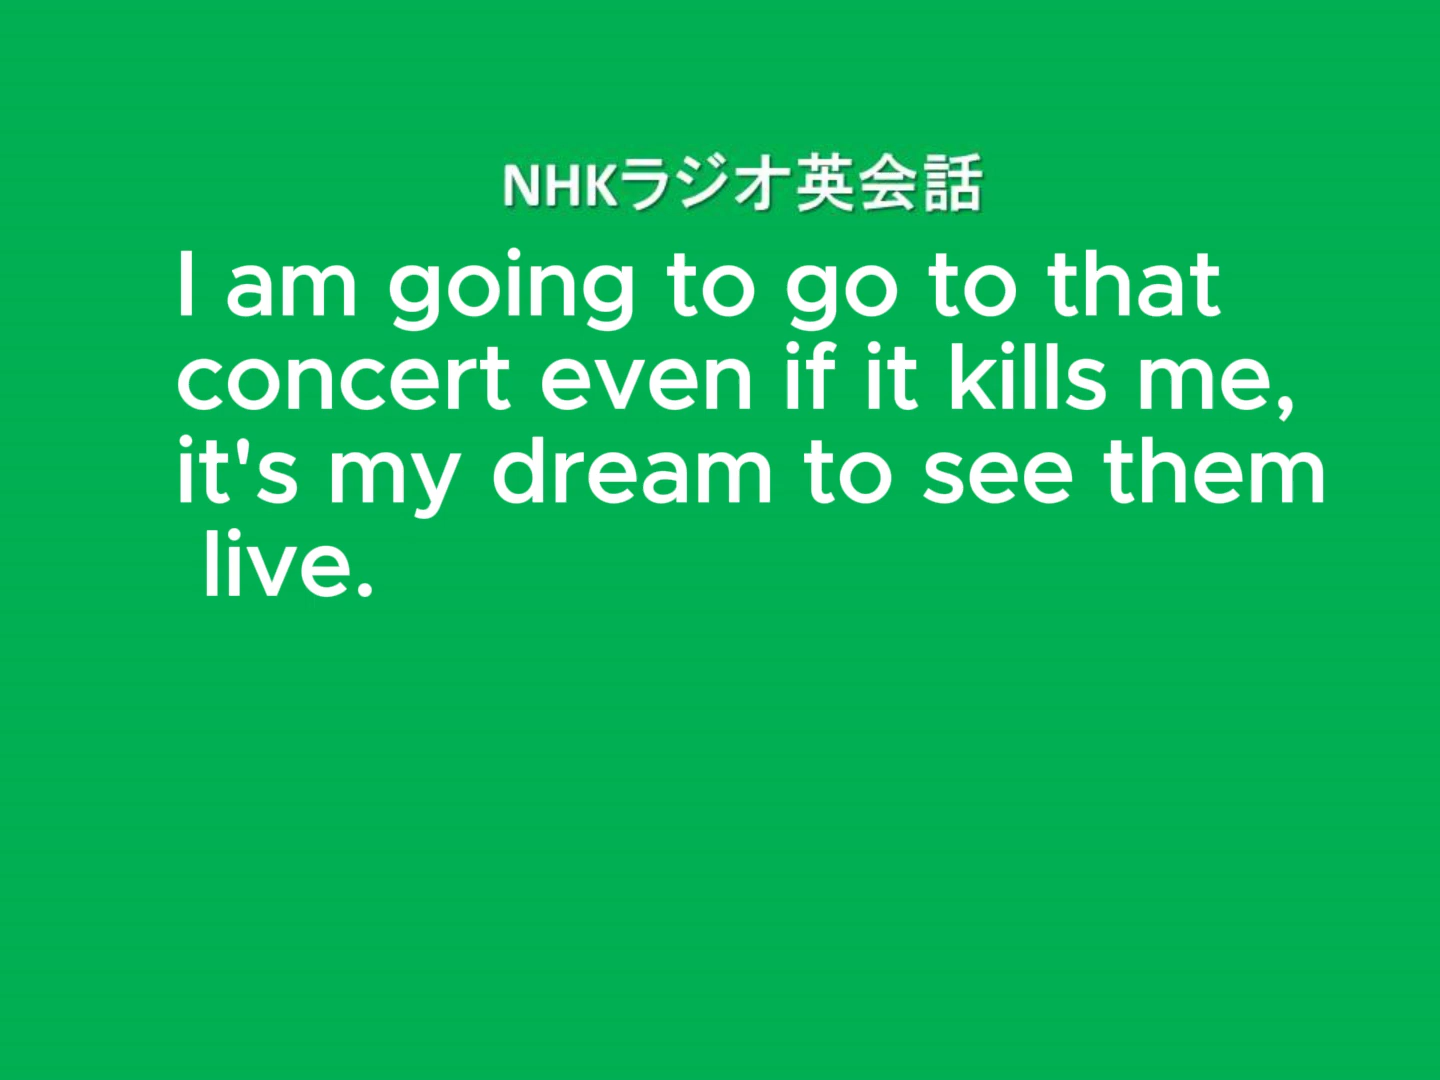 NHKラジオ英会話
I am going to go to that
concert even if it kills me,
it's my dream to see them
live.